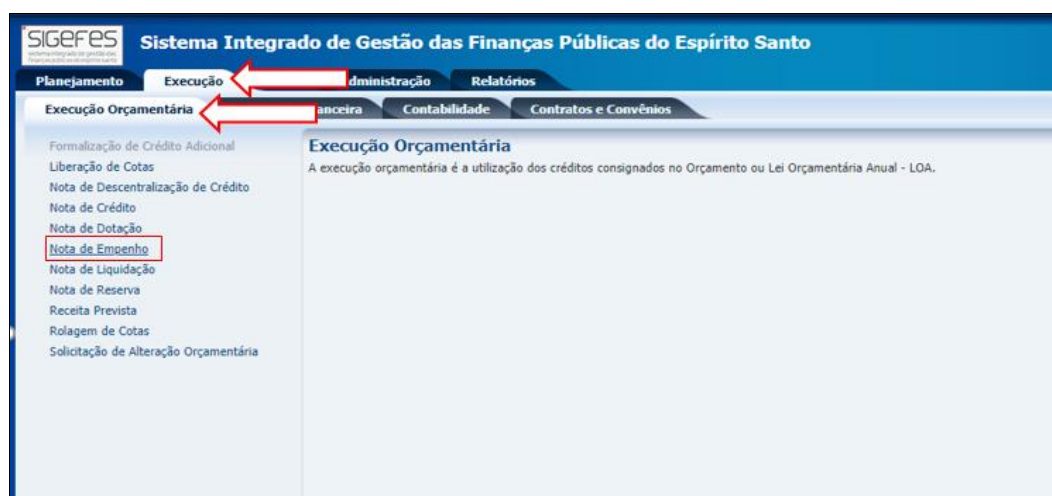 SIGEFES
Sistema Integrado de Gestão das Finanças Públicas do Espírito Santo
Planejamento Execução dministração Relatórios
Execução Orçamentária anceira Contabilidade Contratos e Convênios
Formalização de Crédito Adicional
Liberação de Cotas
Nota de Descentralização de Crédito
Nota de Crédito
Nota de Dotação
Nota de Empenho
Nota de Liquidação
Nota de Reserva
Receita Prevista
Rolagem de Cotas
Solicitação de Alteração Orçamentária
Execução Orçamentária
A execução orçamentária é a utilização dos créditos consignados no Orçamento ou Lei Orçamentária Anual - LOA.